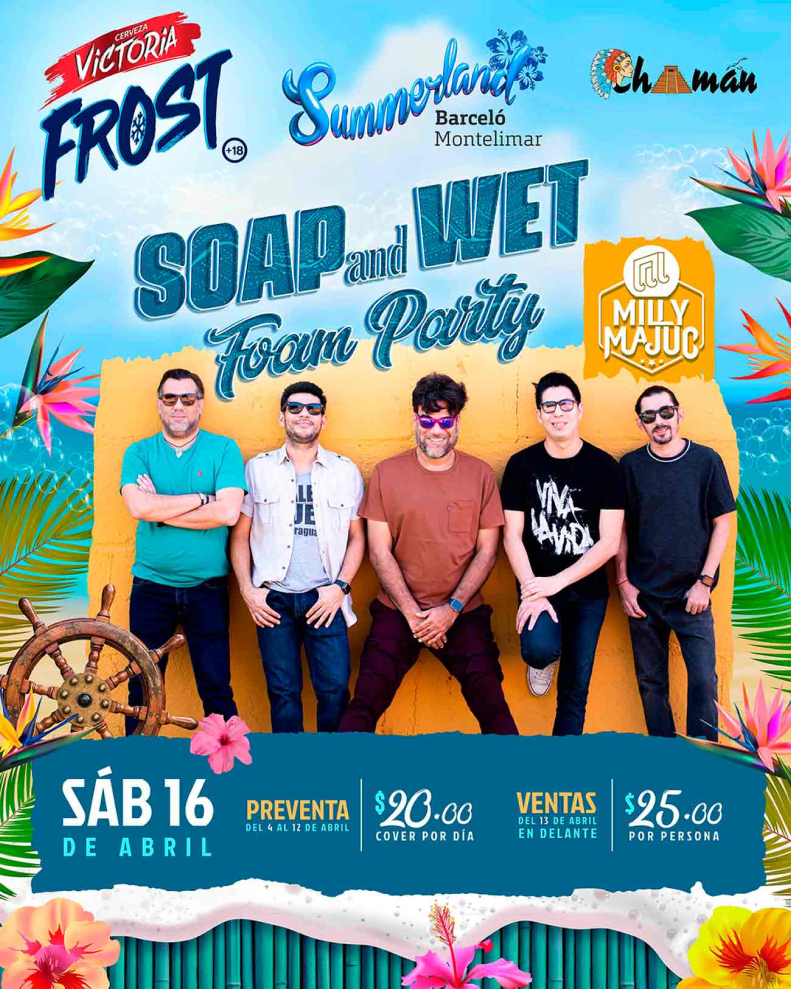 CERVEZA
VICTORIA
FROST
+18
Summerland
Barceló
Montelimar
Chamán
SOAP and WET
Foam Party
MILLY
MAJUC
VIVA
LA VIDA
SÁB 16
DE ABRIL
PREVENTA
DEL 4 AL 12 DE ABRIL
$20.00
COVER POR DÍA
VENTAS
DEL 13 DE ABRIL
EN DELANTE
$25.00
POR PERSONA